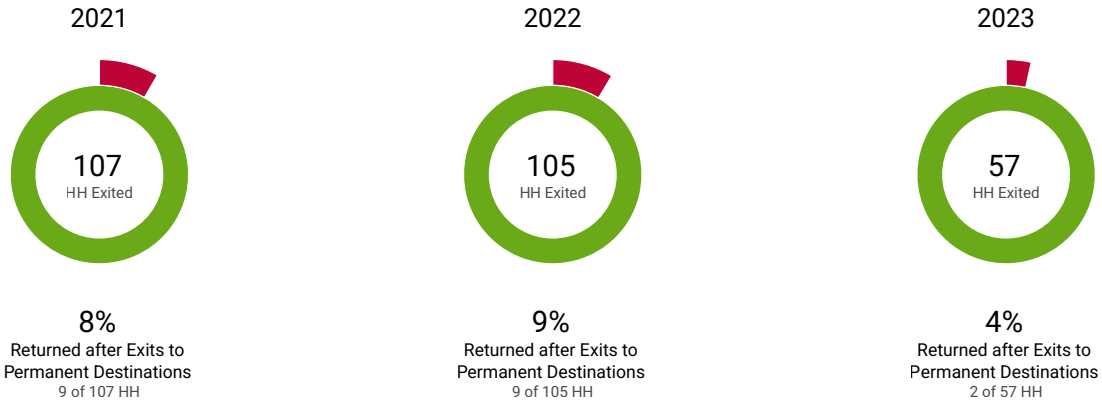 2021
107
HH Exited
8%
Returned after Exits to
Permanent Destinations
9 of 107 HH
2022
105
HH Exited
9%
Returned after Exits to
Permanent Destinations
9 of 105 HH
2023
57
HH Exited
4%
Returned after Exits to
Permanent Destinations
2 of 57 HH